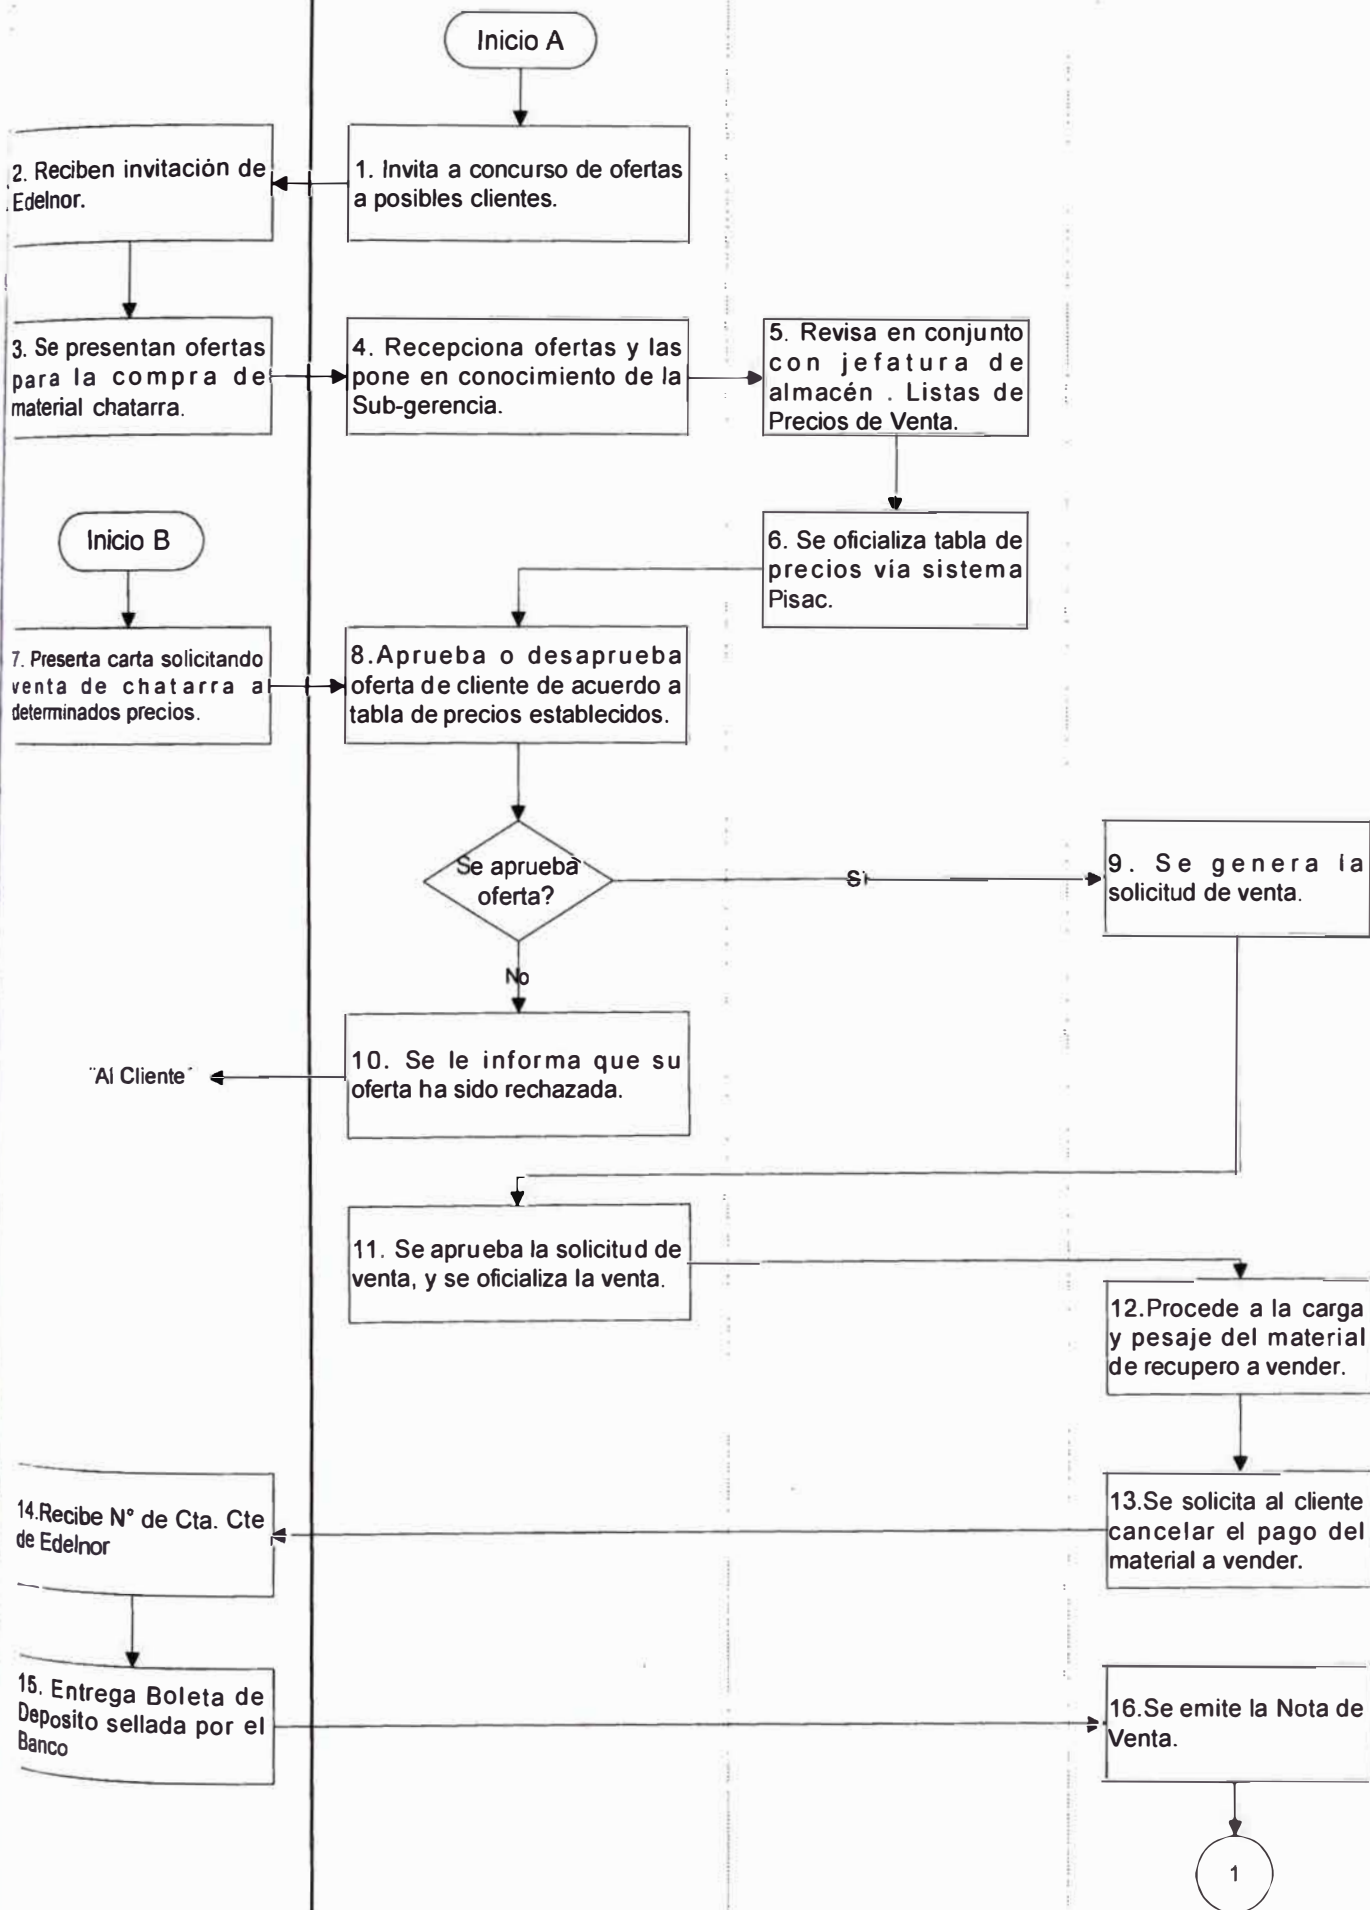 Inicio A
2. Reciben invitación de
Edelnor.
1. Invita a concurso de ofertas
a posibles clientes.
3. Se presentan ofertas
para la compra de
material chatarra.
4. Recepciona ofertas y las
pone en conocimiento de la
Sub-gerencia.
5. Revisa en conjunto
con jefatura de
almacén . Listas de
Precios de Venta.
Inicio B
6. Se oficializa tabla de
precios vía sistema
Pisac.
7. Presenta carta solicitando
venta de chatarra a
determinados precios.
8.Aprueba o desaprueba
oferta de cliente de acuerdo a
tabla de precios establecidos.
Se aprueba
oferta?
Si
9. Se genera la
solicitud de venta.
No
10. Se le informa que su
oferta ha sido rechazada.
"Al Cliente"
11. Se aprueba la solicitud de
venta, y se oficializa la venta.
12.Procede a la carga
y pesaje del material
de recupero a vender.
14.Recibe N° de Cta. Cte
de Edelnor
13.Se solicita al cliente
cancelar el pago del
material a vender.
15. Entrega Boleta de
Deposito sellada por el
Banco
16.Se emite la Nota de
Venta.
1